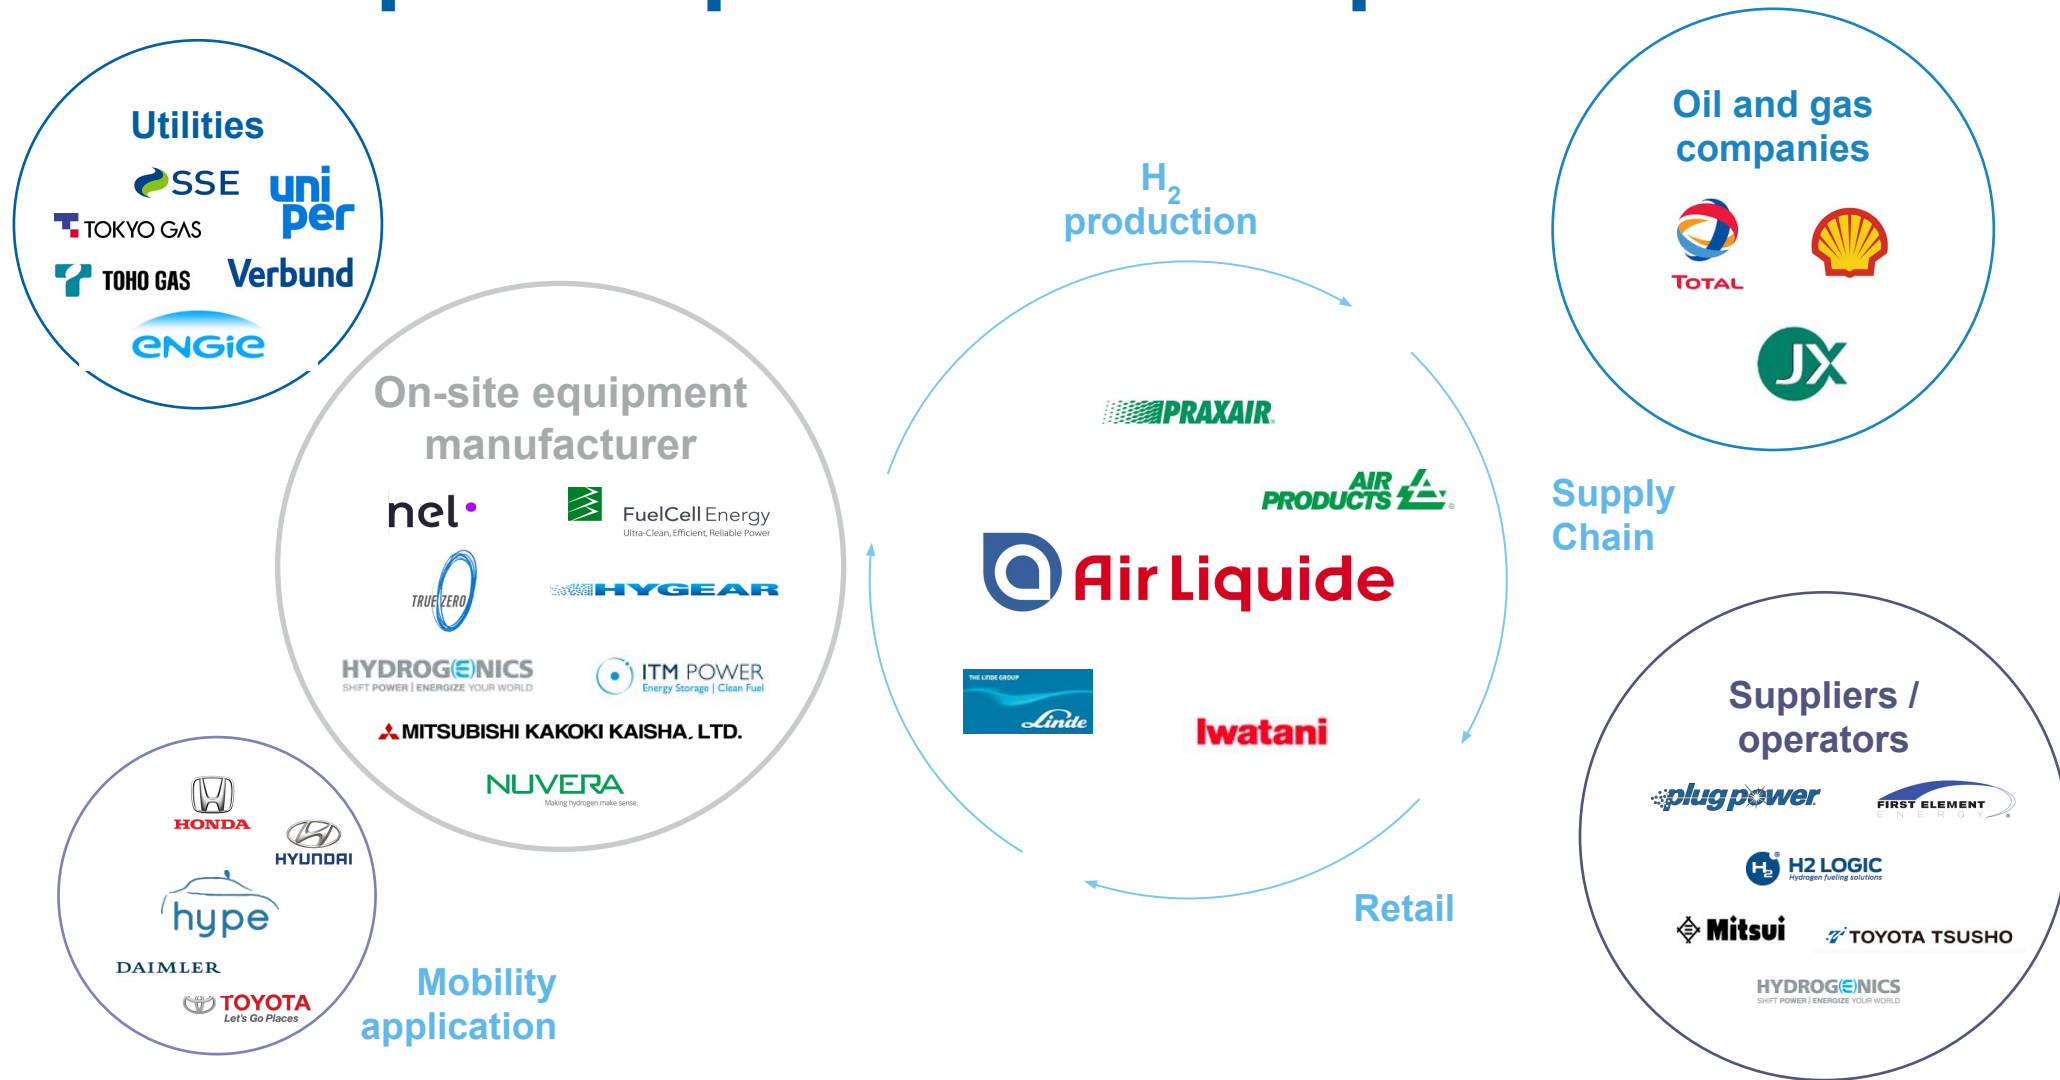 Utilities
SSE
uni
per
TOKYO GAS
TOHO GAS
Verbund
ENGIE
On-site equipment
manufacturer
nel
FuelCell Energy
Ultra-Clean, Efficient, Reliable Power
TRUE ZERO
HYGEAR
HYDROGENICS
SHIFT POWER | ENERGIZE YOUR WORLD
ITM POWER
Energy Storage | Clean Fuel
MITSUBISHI KAKOKI KAISHA, LTD.
NUVERA
Making hydrogen make sense.
HONDA
HYUNDAI
hype
DAIMLER
TOYOTA
Let's Go Places
Mobility
application
H2
production
PRAXAIR
AIR
PRODUCTS
Air Liquide
THE LINDE GROUP
Linde
Iwatani
Supply
Chain
Retail
Oil and gas
companies
TOTAL
JX
Suppliers /
operators
plug power
FIRST ELEMENT
ENERGY
H2
H2 LOGIC
Hydrogen fueling solutions
Mitsui
TOYOTA TSUSHO
HYDROGENICS
SHIFT POWER | ENERGIZE YOUR WORLD